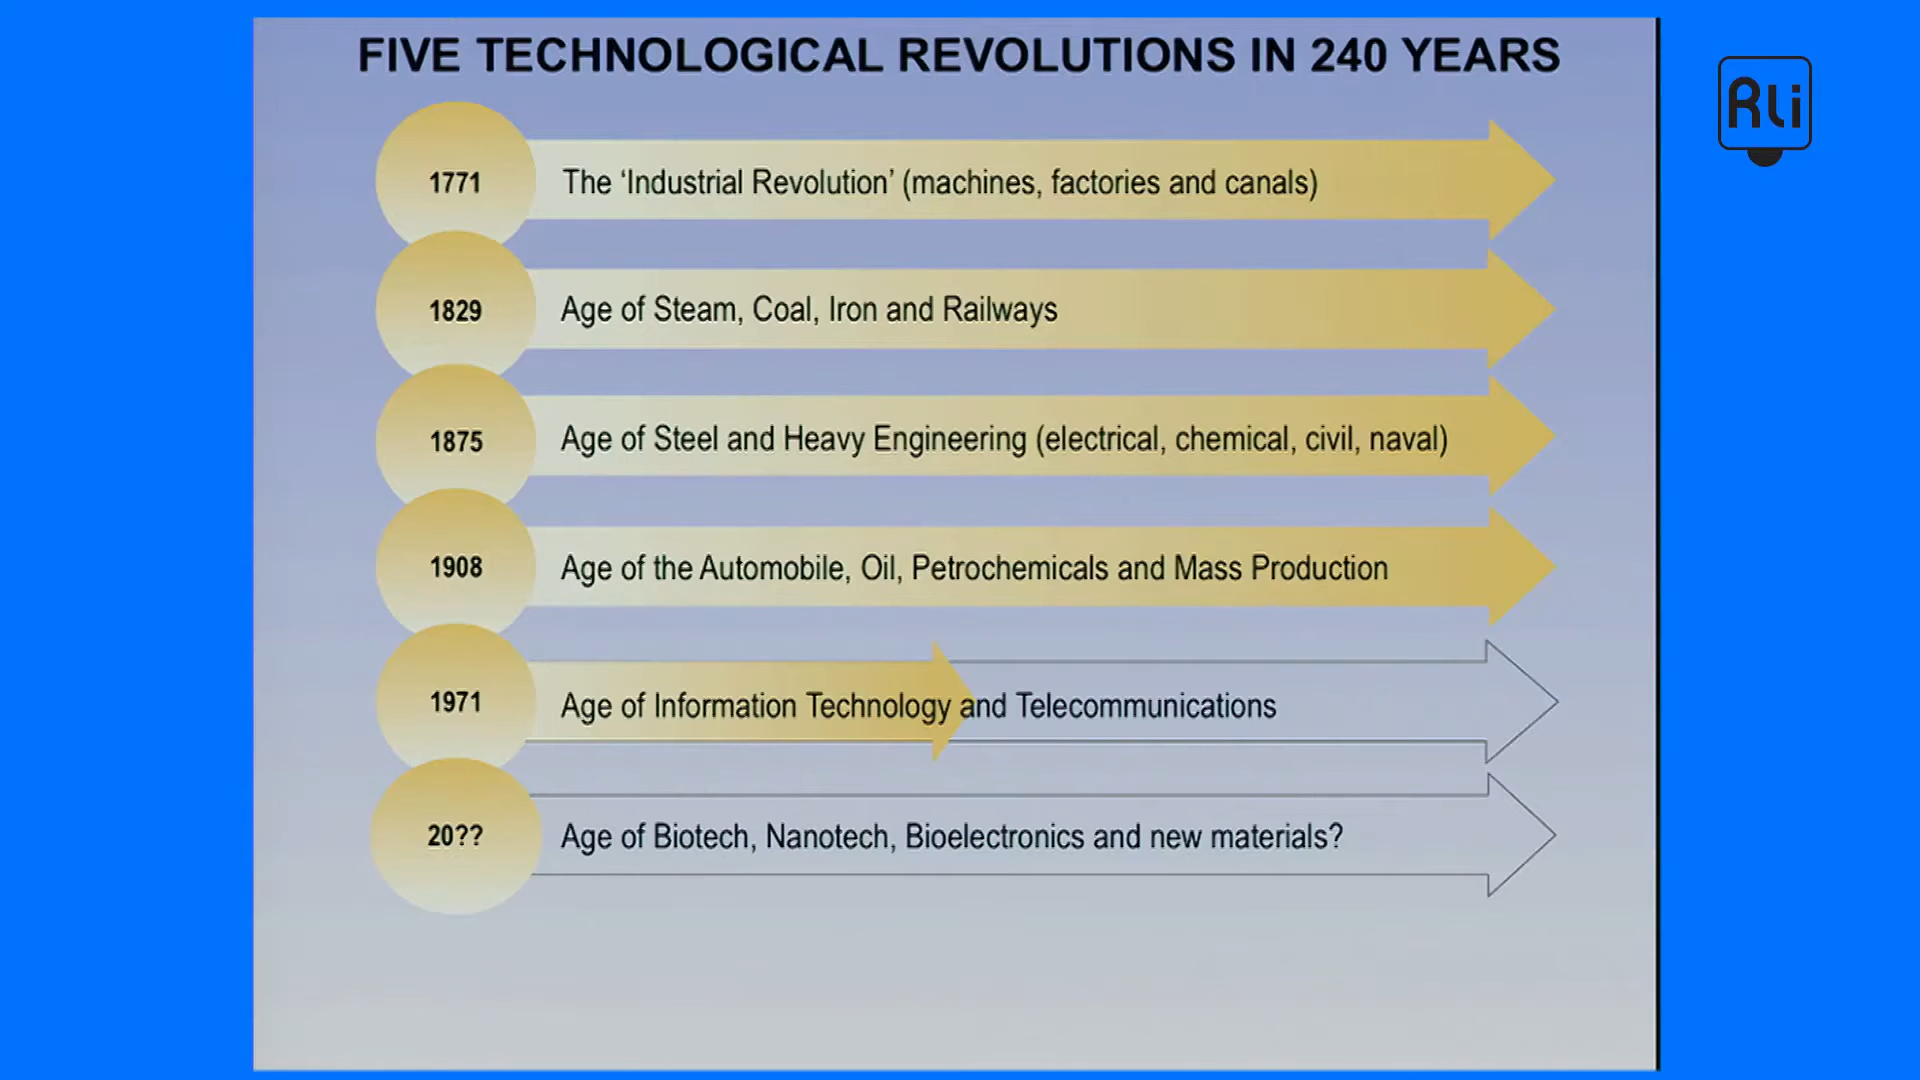 FIVE TECHNOLOGICAL REVOLUTIONS IN 240 YEARS
RLi
1771 The ‘Industrial Revolution’ (machines, factories and canals)
1829 Age of Steam, Coal, Iron and Railways
1875 Age of Steel and Heavy Engineering (electrical, chemical, civil, naval)
1908 Age of the Automobile, Oil, Petrochemicals and Mass Production
1971 Age of Information Technology and Telecommunications
20?? Age of Biotech, Nanotech, Bioelectronics and new materials?